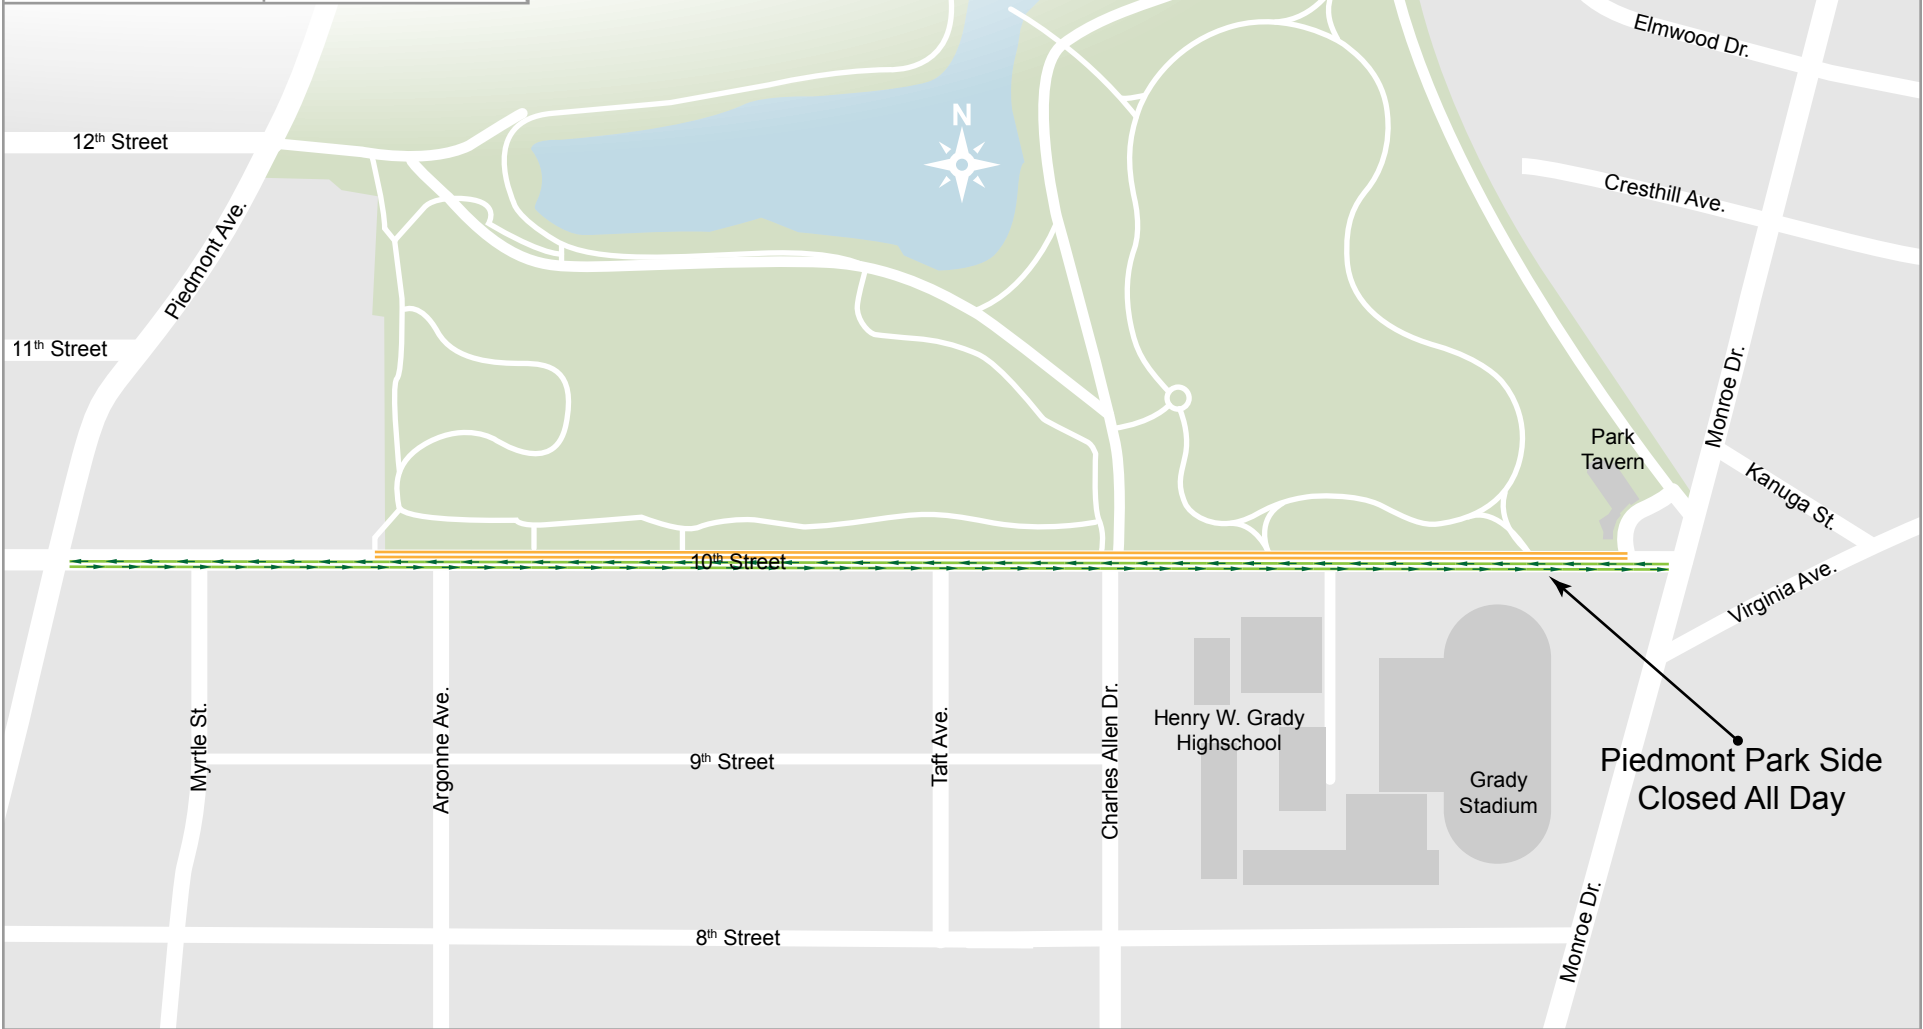 Elmwood Dr.
N
12th Street
Cresthill Ave.
Piedmont Ave.
11th Street
Monroe Dr.
Park
Tavern
Kanuga St.
10th Street
Virginia Ave.
Myrtle St.
Argonne Ave.
Taft Ave.
Charles Allen Dr.
Henry W. Grady
Highschool
9th Street
Grady
Stadium
Piedmont Park Side
Closed All Day
8th Street
Monroe Dr.